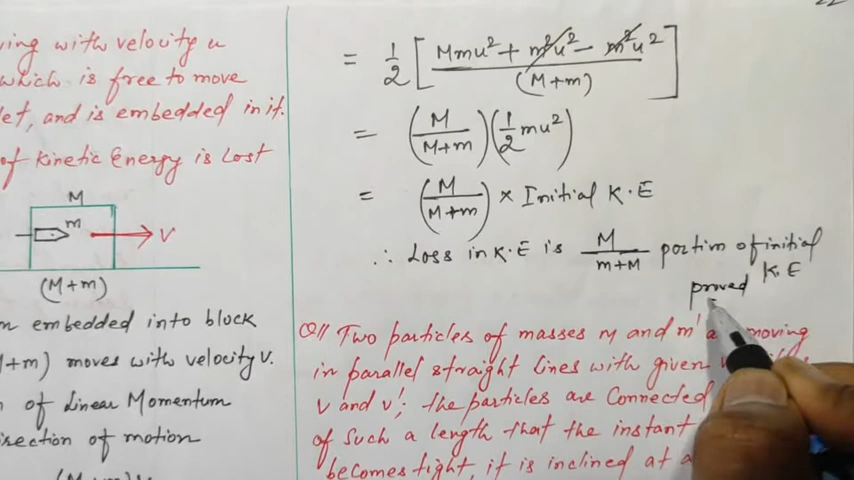 ving with velocity u
which is free to move
let, and is embedded in it.
of Kinetic Energy is Lost
M
m
V
(M+m)
n embedded into block
+m) moves with velocity v.
n of Linear Momentum
irection of motion
= 1/2 [ (Mmu² + m²u² - m²u²) / (M+m) ]
= (M/(M+m)) (1/2 mu²)
= (M/(M+m)) × Initial K.E
∴ Loss in K.E is M/(m+M) portion of initial
K.E
proved
Q// Two particles of masses M and m' a moving
in parallel straight lines with given
v and v'; the particles are Connected
of Such a length that the instant
becomes tight, it is inclined at a